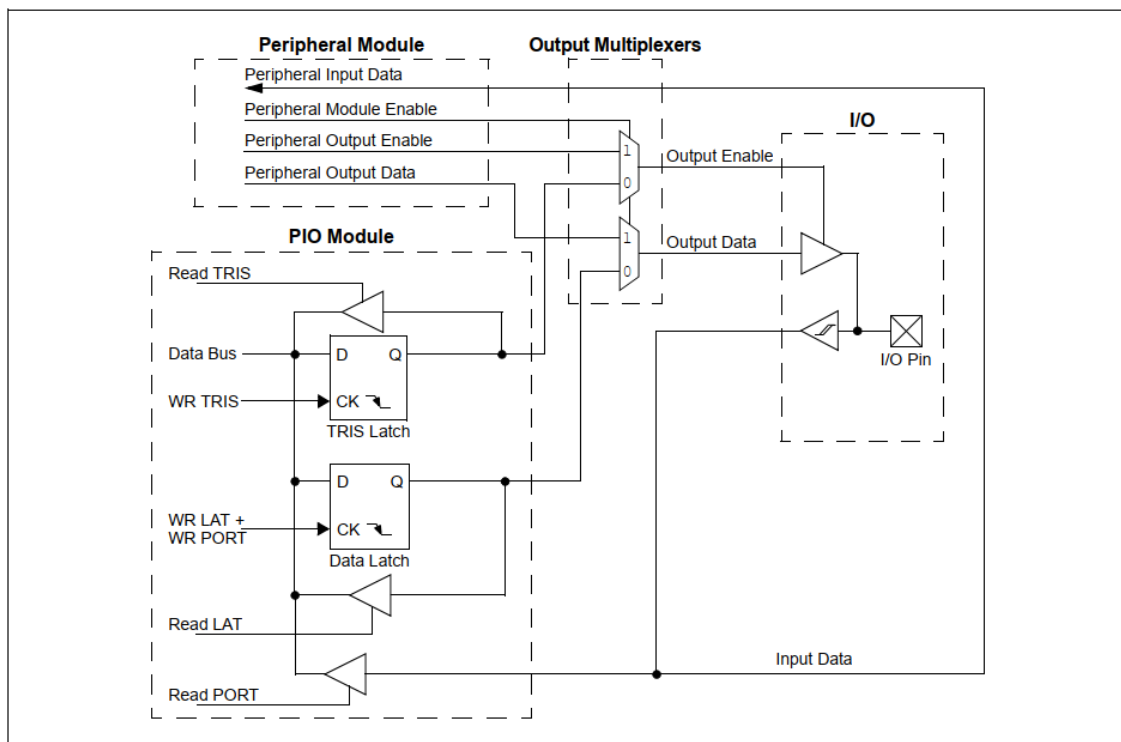 Peripheral Module
Output Multiplexers
Peripheral Input Data
Peripheral Module Enable
Peripheral Output Enable
Peripheral Output Data
1
0
1
0
Output Enable
Output Data
I/O
I/O Pin
PIO Module
Read TRIS
Data Bus
D Q
WR TRIS
CK
TRIS Latch
D Q
WR LAT +
WR PORT
CK
Data Latch
Read LAT
Input Data
Read PORT